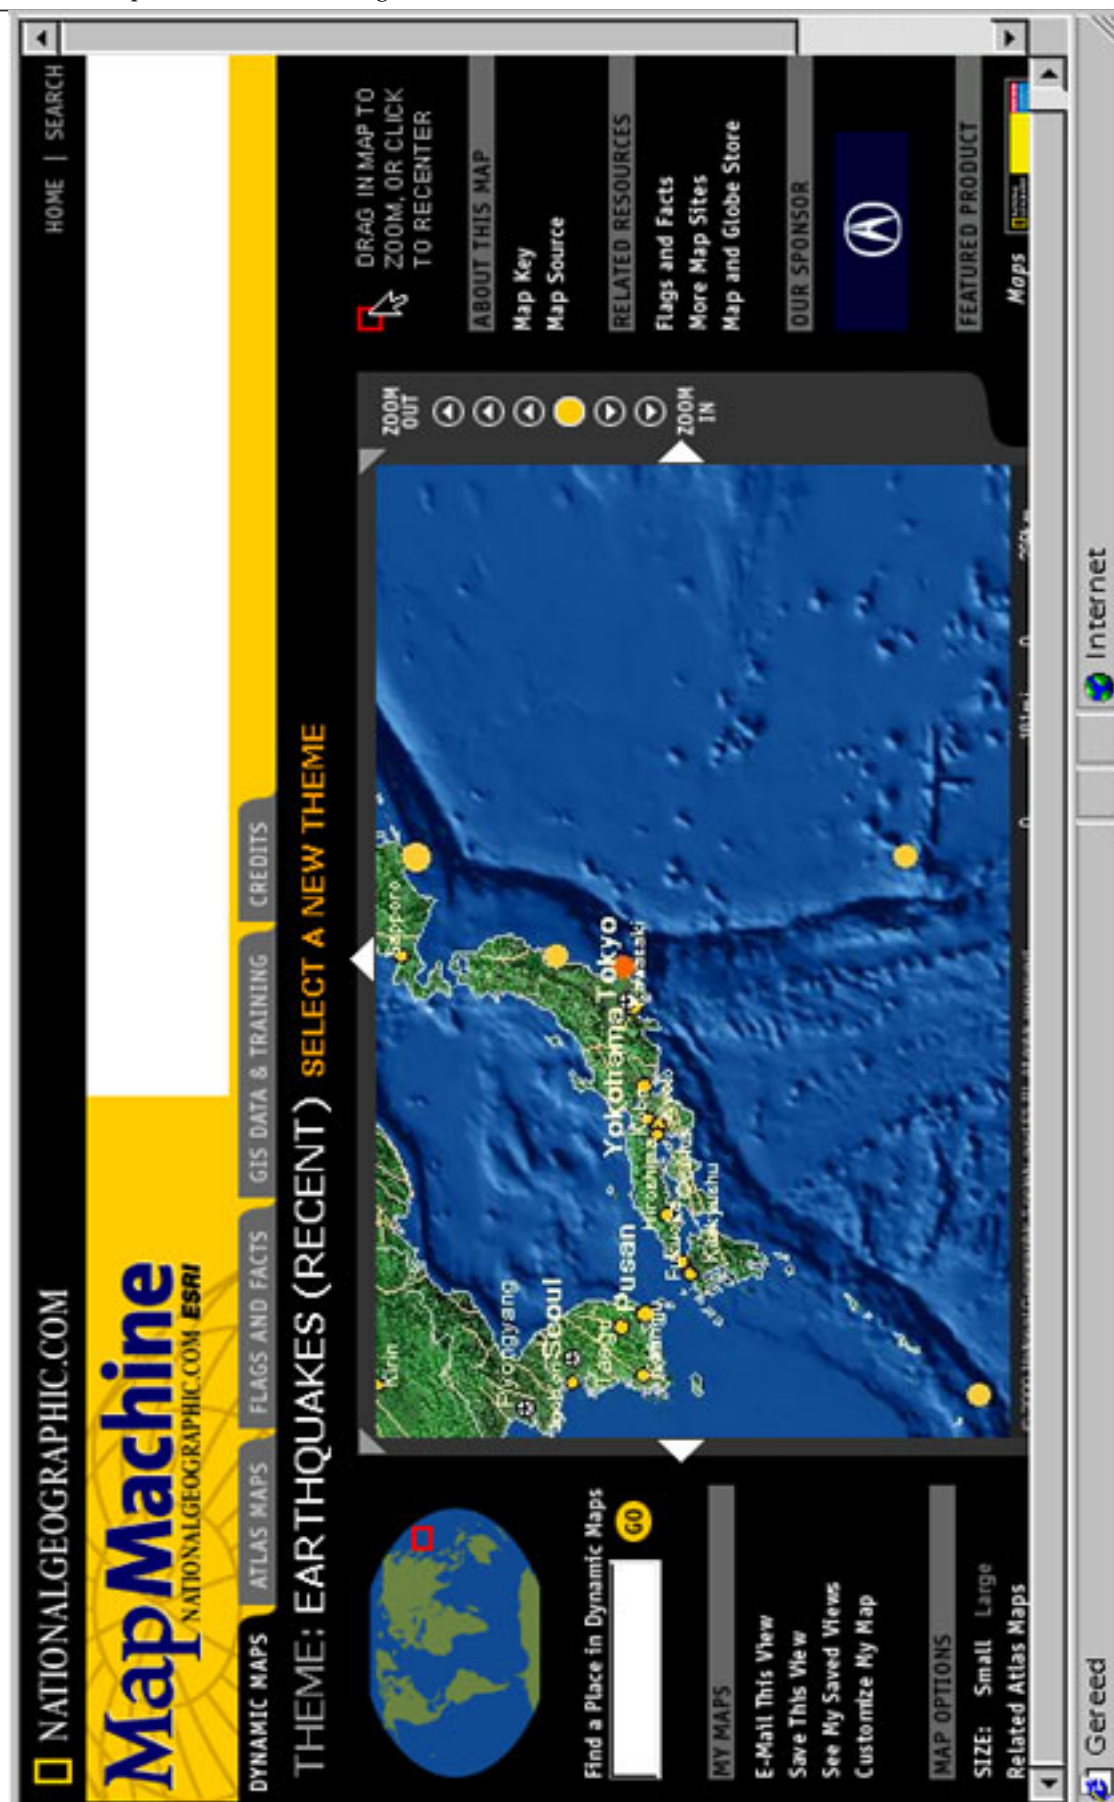 NATIONALGEOGRAPHIC.COM
HOME | SEARCH
MapMachine
NATIONALGEOGRAPHIC.COM ESRI
DYNAMIC MAPS
ATLAS MAPS
FLAGS AND FACTS
GIS DATA & TRAINING
CREDITS
THEME: EARTHQUAKES (RECENT) SELECT A NEW THEME
Find a Place in Dynamic Maps
GO
MY MAPS
E-Mail This View
Save This View
See My Saved Views
Customize My Map
MAP OPTIONS
SIZE: Small Large
Related Atlas Maps
Kirin
Sapporo
Seoul
Pusan
Yokohama
Tokyo
0
0
ZOOM
OUT
ZOOM
IN
DRAG IN MAP TO
ZOOM, OR CLICK
TO RECENTER
ABOUT THIS MAP
Map Key
Map Source
RELATED RESOURCES
Flags and Facts
More Map Sites
Map and Globe Store
OUR SPONSOR
FEATURED PRODUCT
Maps
Gereed
Internet